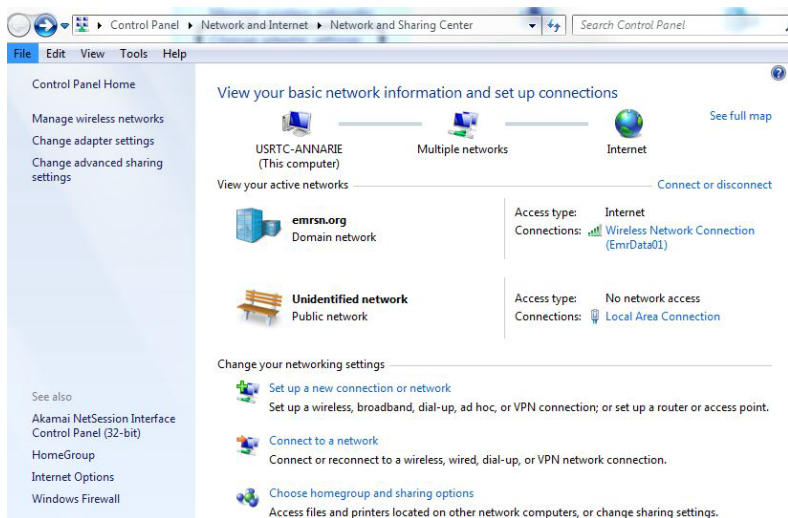 Control Panel Network and Internet Network and Sharing Center Search Control Panel
File Edit View Tools Help
Control Panel Home
Manage wireless networks
Change adapter settings
Change advanced sharing
settings
View your basic network information and set up connections
See full map
USRTC-ANNARIE
(This computer)
Multiple networks
Internet
View your active networks
Connect or disconnect
emrsn.org
Domain network
Access type: Internet
Connections: Wireless Network Connection
(EmrData01)
Unidentified network
Public network
Access type: No network access
Connections: Local Area Connection
Change your networking settings
Set up a new connection or network
Set up a wireless, broadband, dial-up, ad hoc, or VPN connection; or set up a router or access point.
Connect to a network
Connect or reconnect to a wireless, wired, dial-up, or VPN network connection.
Choose homegroup and sharing options
Access files and printers located on other network computers, or change sharing settings.
See also
Akamai NetSession Interface
Control Panel (32-bit)
HomeGroup
Internet Options
Windows Firewall